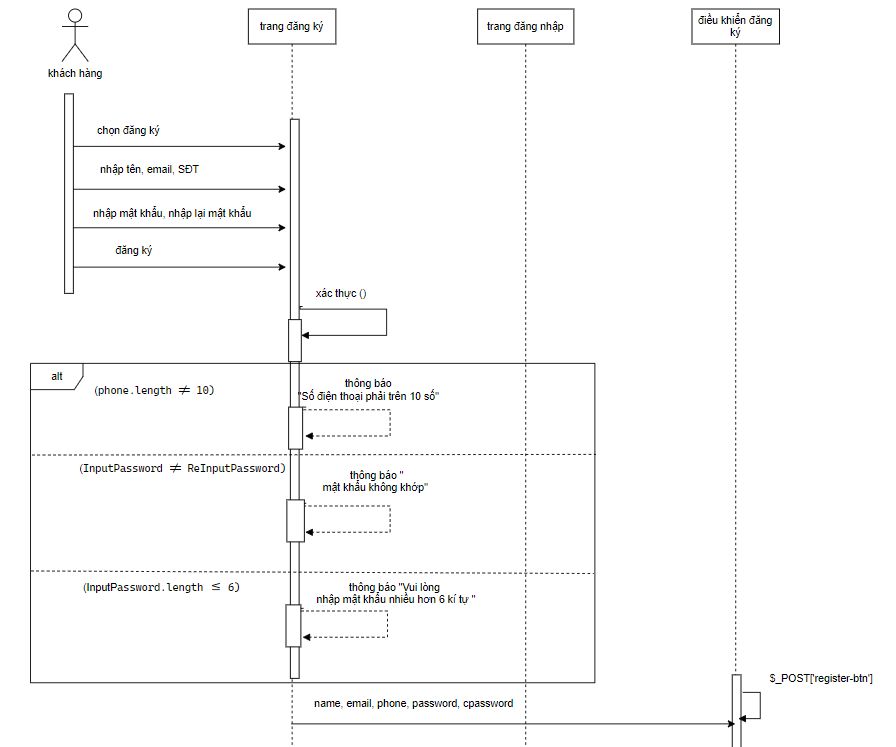 trang đăng ký
trang đăng nhập
điều khiển đăng
ký
khách hàng
chọn đăng ký
nhập tên, email, SĐT
nhập mật khẩu, nhập lại mật khẩu
đăng ký
xác thực ()
alt
(phone.length ≠ 10)
thông báo
"Số điện thoại phải trên 10 số"
(InputPassword ≠ ReInputPassword)
thông báo "
mật khẩu không khớp"
(InputPassword.length ≤ 6)
thông báo "Vui lòng
nhập mật khẩu nhiều hơn 6 kí tự "
$_POST['register-btn']
name, email, phone, password, cpassword